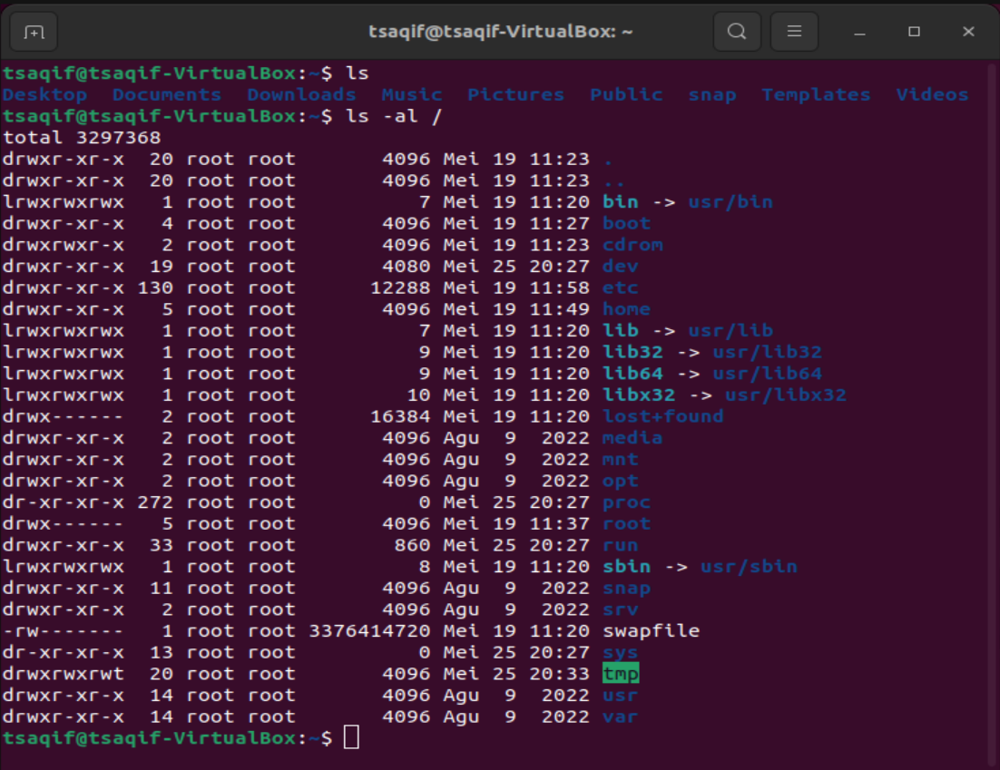 tsaqif@tsaqif-VirtualBox: ~
tsaqif@tsaqif-VirtualBox:~$ ls
Desktop  Documents  Downloads  Music  Pictures  Public  snap  Templates  Videos
tsaqif@tsaqif-VirtualBox:~$ ls -al /
total 3297368
drwxr-xr-x  20 root root       4096 Mei 19 11:23 .
drwxr-xr-x  20 root root       4096 Mei 19 11:23 ..
lrwxrwxrwx   1 root root          7 Mei 19 11:20 bin -> usr/bin
drwxr-xr-x   4 root root       4096 Mei 19 11:27 boot
drwxrwxr-x   2 root root       4096 Mei 19 11:23 cdrom
drwxr-xr-x  19 root root       4080 Mei 25 20:27 dev
drwxr-xr-x 130 root root      12288 Mei 19 11:58 etc
drwxr-xr-x   5 root root       4096 Mei 19 11:49 home
lrwxrwxrwx   1 root root          7 Mei 19 11:20 lib -> usr/lib
lrwxrwxrwx   1 root root          9 Mei 19 11:20 lib32 -> usr/lib32
lrwxrwxrwx   1 root root          9 Mei 19 11:20 lib64 -> usr/lib64
lrwxrwxrwx   1 root root         10 Mei 19 11:20 libx32 -> usr/libx32
drwx------   2 root root      16384 Mei 19 11:20 lost+found
drwxr-xr-x   2 root root       4096 Agu  9  2022 media
drwxr-xr-x   2 root root       4096 Agu  9  2022 mnt
drwxr-xr-x   2 root root       4096 Agu  9  2022 opt
dr-xr-xr-x 272 root root          0 Mei 25 20:27 proc
drwx------   5 root root       4096 Mei 19 11:37 root
drwxr-xr-x  33 root root        860 Mei 25 20:27 run
lrwxrwxrwx   1 root root          8 Mei 19 11:20 sbin -> usr/sbin
drwxr-xr-x  11 root root       4096 Agu  9  2022 snap
drwxr-xr-x   2 root root       4096 Agu  9  2022 srv
-rw-------   1 root root 3376414720 Mei 19 11:20 swapfile
dr-xr-xr-x  13 root root          0 Mei 25 20:27 sys
drwxrwxrwt  20 root root       4096 Mei 25 20:33 tmp
drwxr-xr-x  14 root root       4096 Agu  9  2022 usr
drwxr-xr-x  14 root root       4096 Agu  9  2022 var
tsaqif@tsaqif-VirtualBox:~$